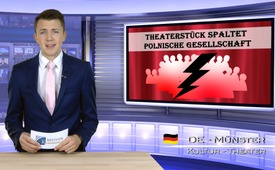 THEATERSTÜCK SPALTET
POLNISCHE GESELLSCHAFT
DE - MÜNSTER
KULTUR - THEATER